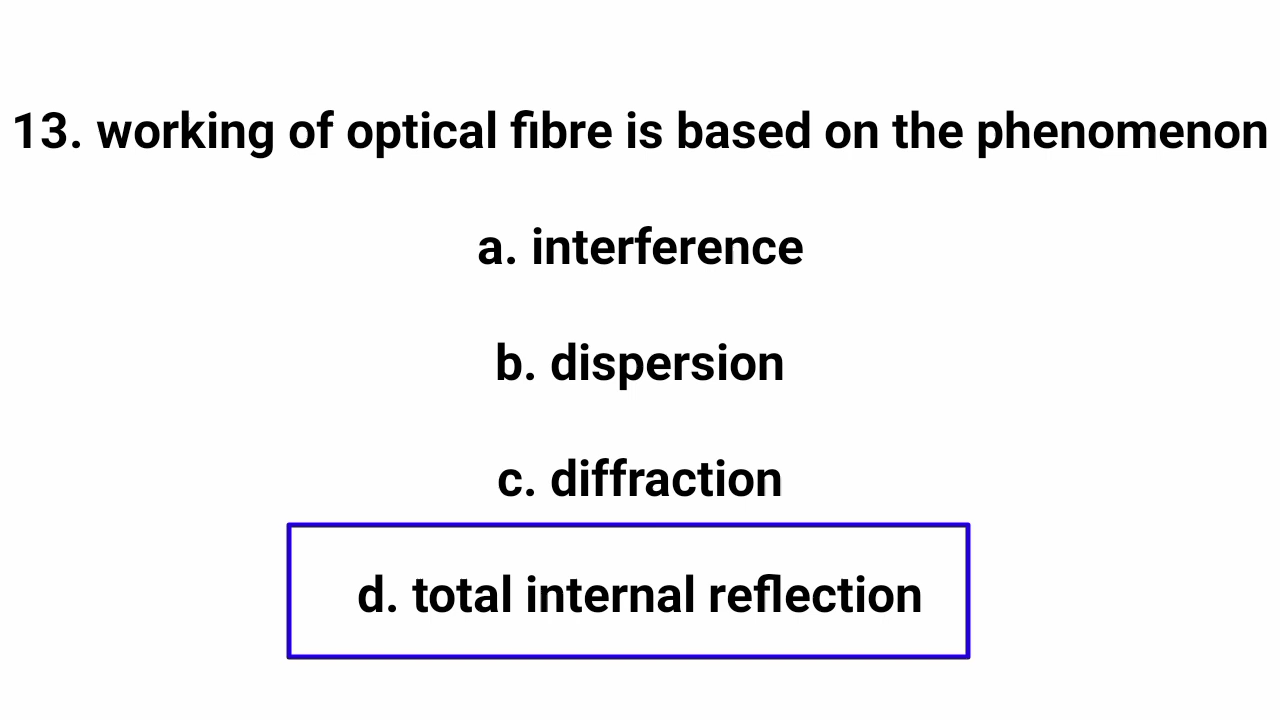 13. working of optical fibre is based on the phenomenon
a. interference
b. dispersion
c. diffraction
d. total internal reflection